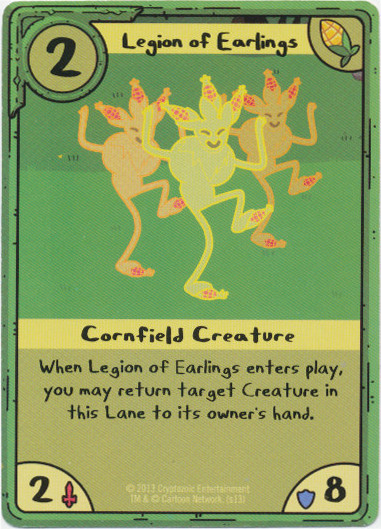 2
Legion of Earlings
Cornfield Creature
When Legion of Earlings enters play,
you may return target Creature in
this Lane to its owner's hand.
2
© 2013 Cryptozoic Entertainment
TM & © Cartoon Network. (s13)
8